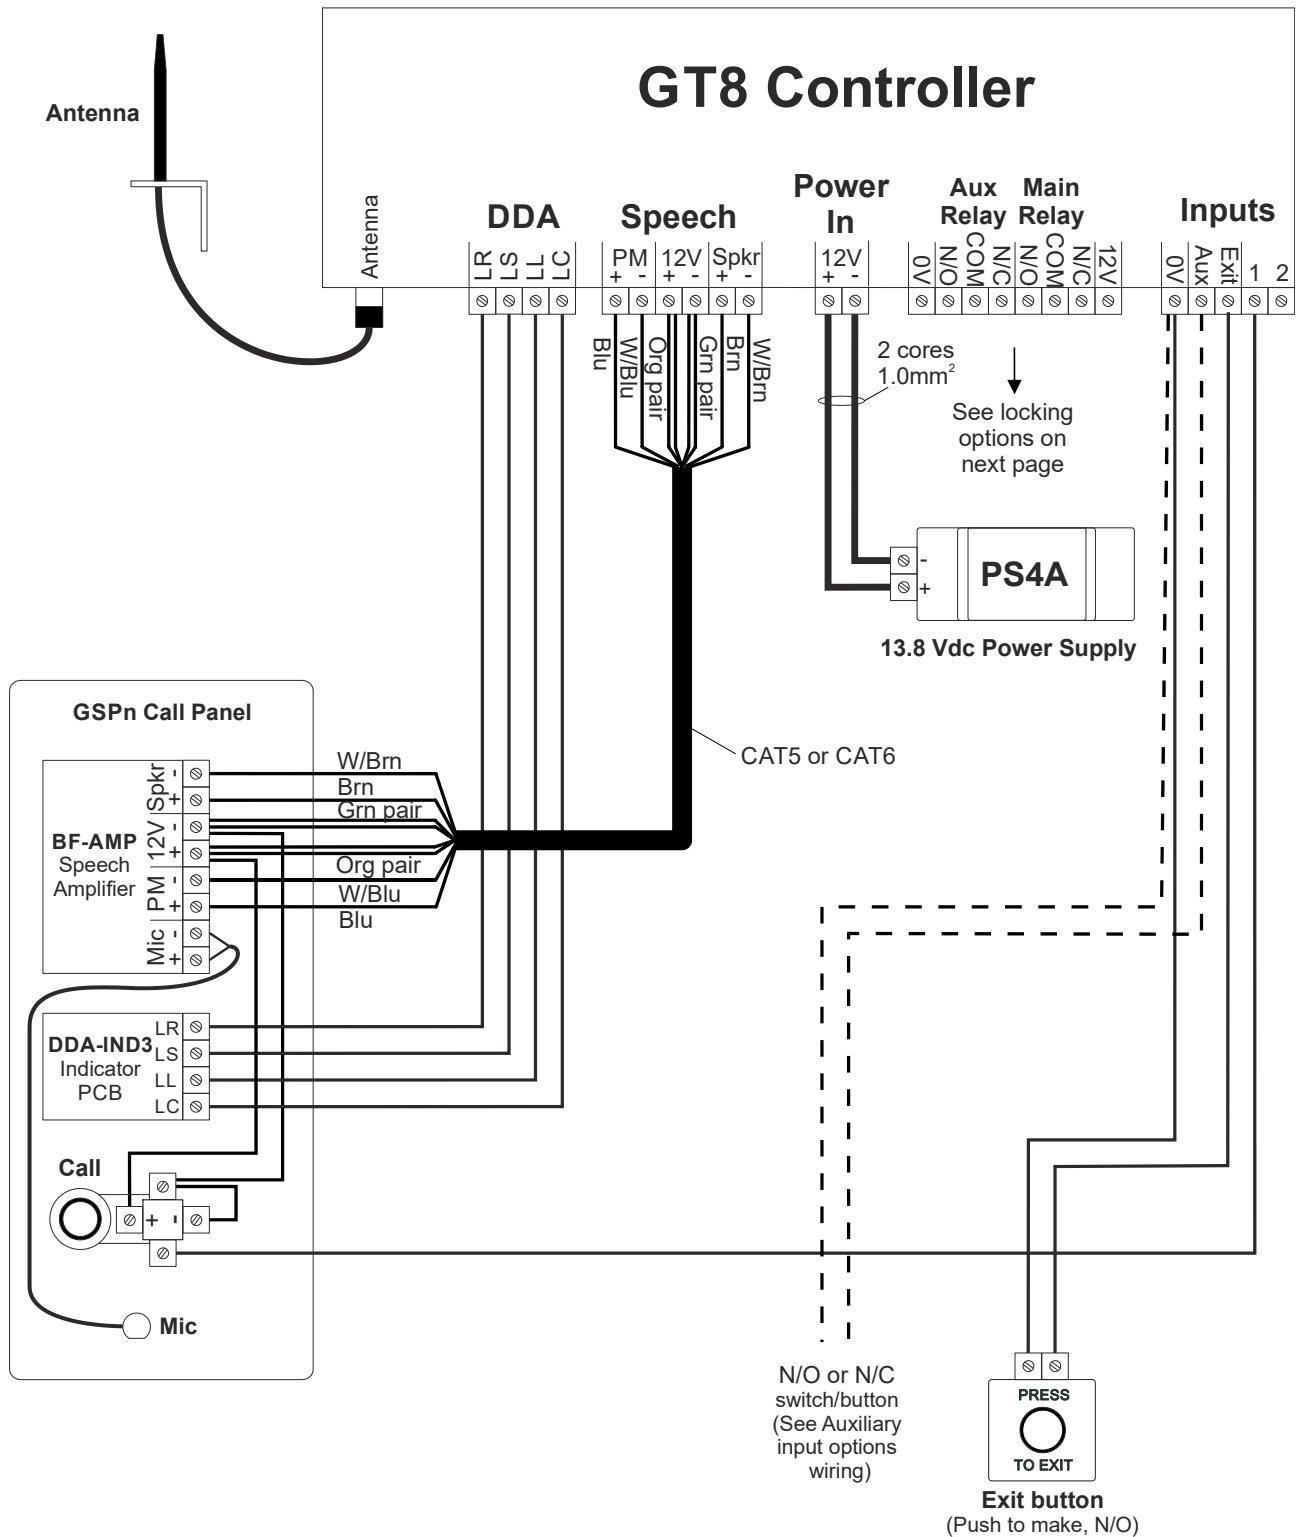 GT8 Controller
Antenna
Antenna
DDA
LR
LS
LL
LC
Speech
PM
+ -
12V
+ -
Spkr
+ -
Power
In
12V
+ -
Aux
Relay
Main
Relay
0V
N/O
COM
N/C
N/O
COM
N/C
12V
Inputs
0V
Aux
Exit
1
2
Blu
W/Blu
Org pair
Grn pair
Brn
W/Brn
2 cores
1.0mm²
See locking
options on
next page
PS4A
-
+
13.8 Vdc Power Supply
CAT5 or CAT6
GSPn Call Panel
BF-AMP
Speech
Amplifier
Spkr
-
+
12V
-
+
PM
-
+
Mic
-
+
W/Brn
Brn
Grn pair
Org pair
W/Blu
Blu
DDA-IND3
Indicator
PCB
LR
LS
LL
LC
Call
+ -
Mic
N/O or N/C
switch/button
(See Auxiliary
input options
wiring)
PRESS
TO EXIT
Exit button
(Push to make, N/O)